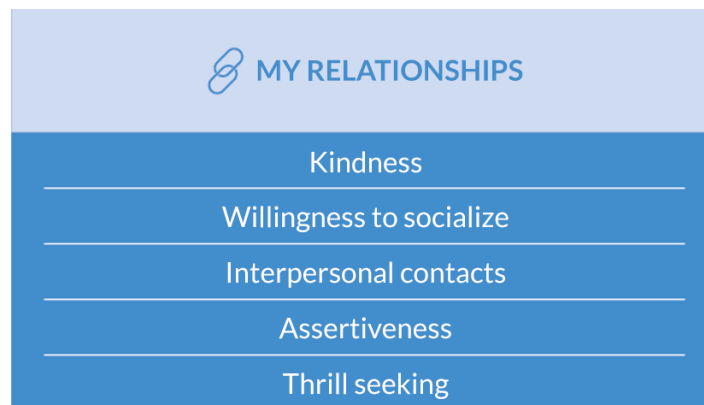 MY RELATIONSHIPS
Kindness
Willingness to socialize
Interpersonal contacts
Assertiveness
Thrill seeking